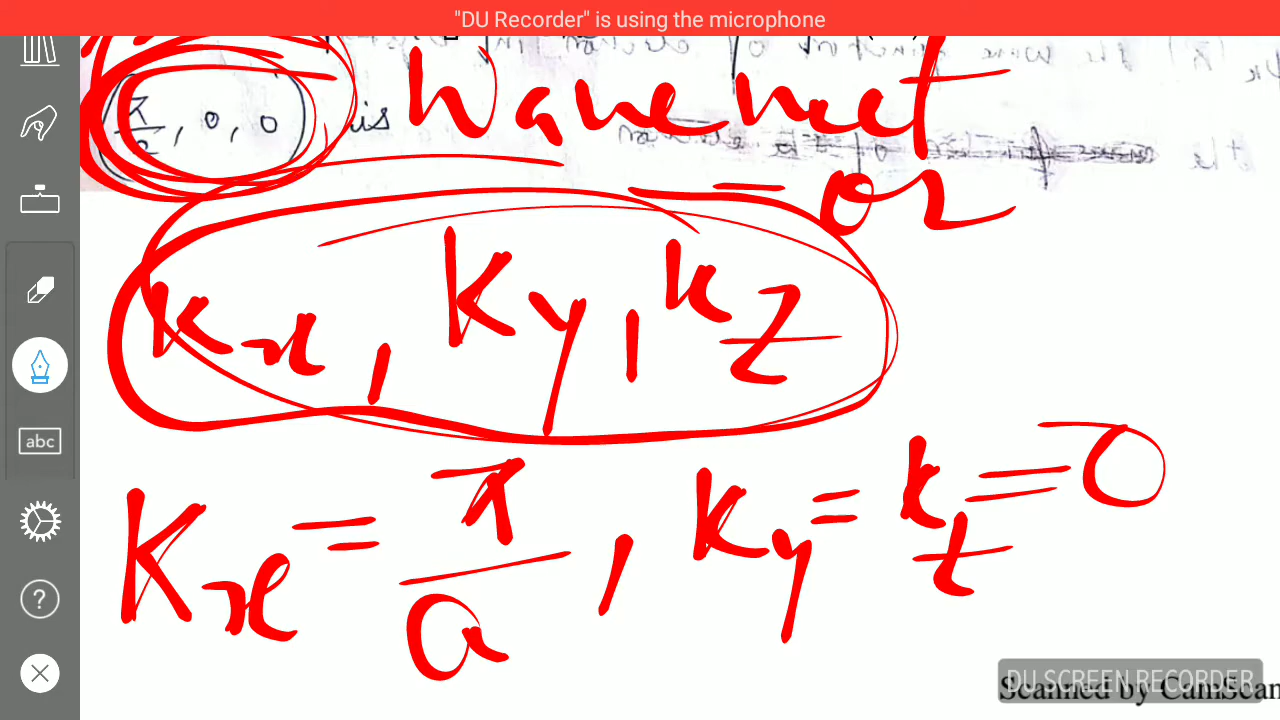 "DU Recorder" is using the microphone
(π/a, 0, 0) is Wave vect
or
Kx, Ky, kz
Kx = π/a, Ky = kz = 0
abc
?
DU SCREEN RECORDER
Scanned by CamScan